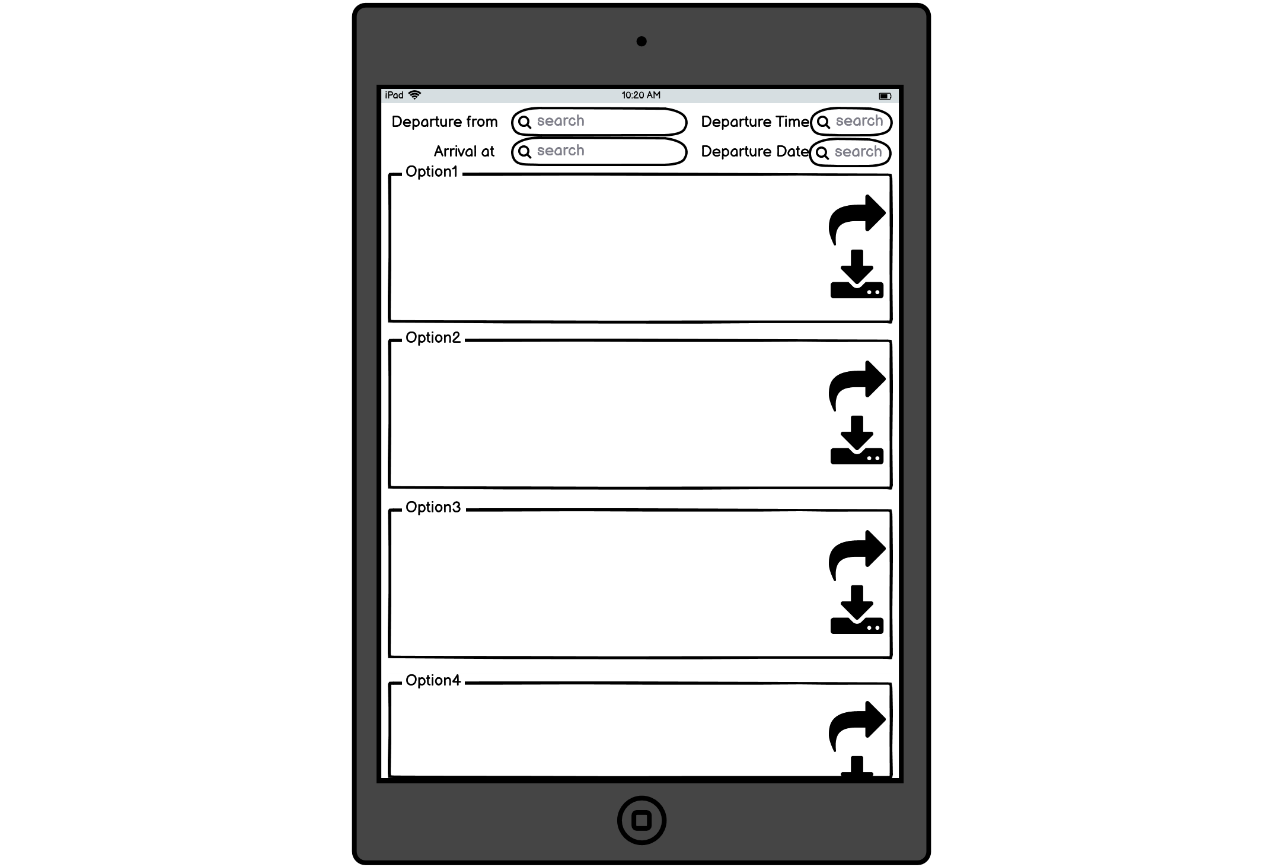 iPad 10:20 AM
Departure from search Departure Time search
Arrival at search Departure Date search
Option1
Option2
Option3
Option4